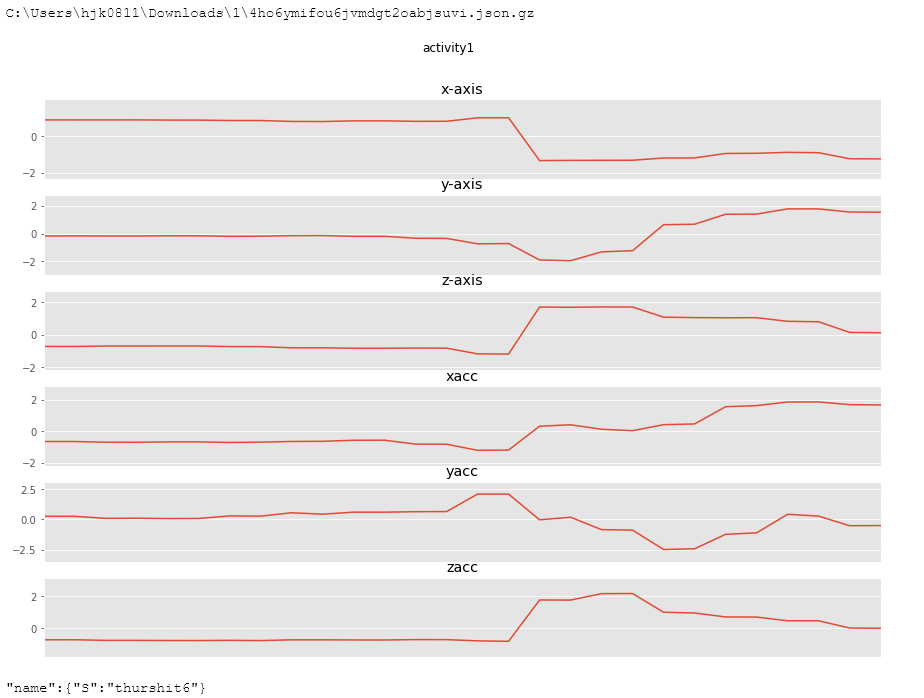 C:\Users\hjk0811\Downloads\1\4ho6ymifou6jvmdgt2oabjsuvi.json.gz
activity1
x-axis
0
−2
y-axis
2
0
−2
z-axis
2
0
−2
xacc
2
0
−2
yacc
2.5
0.0
−2.5
zacc
2
0
"name":{"S":"thurshit6"}